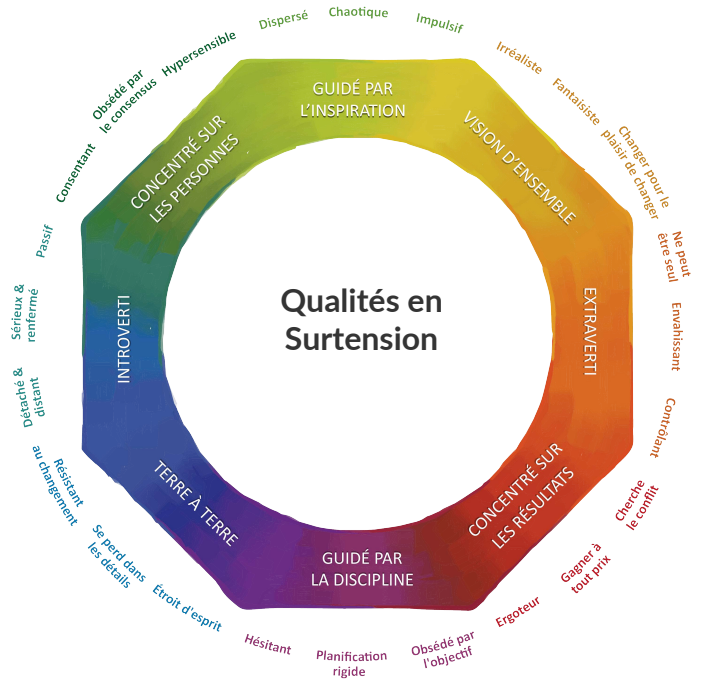 Qualités en
Surtension
GUIDÉ PAR
L'INSPIRATION
VISION D'ENSEMBLE
EXTRAVERTI
CONCENTRÉ SUR
LES RÉSULTATS
GUIDÉ PAR
LA DISCIPLINE
TERRE À TERRE
INTROVERTI
CONCENTRÉ SUR
LES PERSONNES
Dispersé
Chaotique
Impulsif
Irréaliste
Fantaisiste
Changer pour le
plaisir de changer
Ne peut
être seul
Envahissant
Contrôlant
Cherche
le conflit
Gagner à
tout prix
Ergoteur
Obsédé par
l'objectif
Planification
rigide
Hésitant
Étroit d'esprit
Se perd dans
les détails
Résistant
au changement
Détaché &
distant
Sérieux &
renfermé
Passif
Consentant
Obsédé par
le consensus
Hypersensible